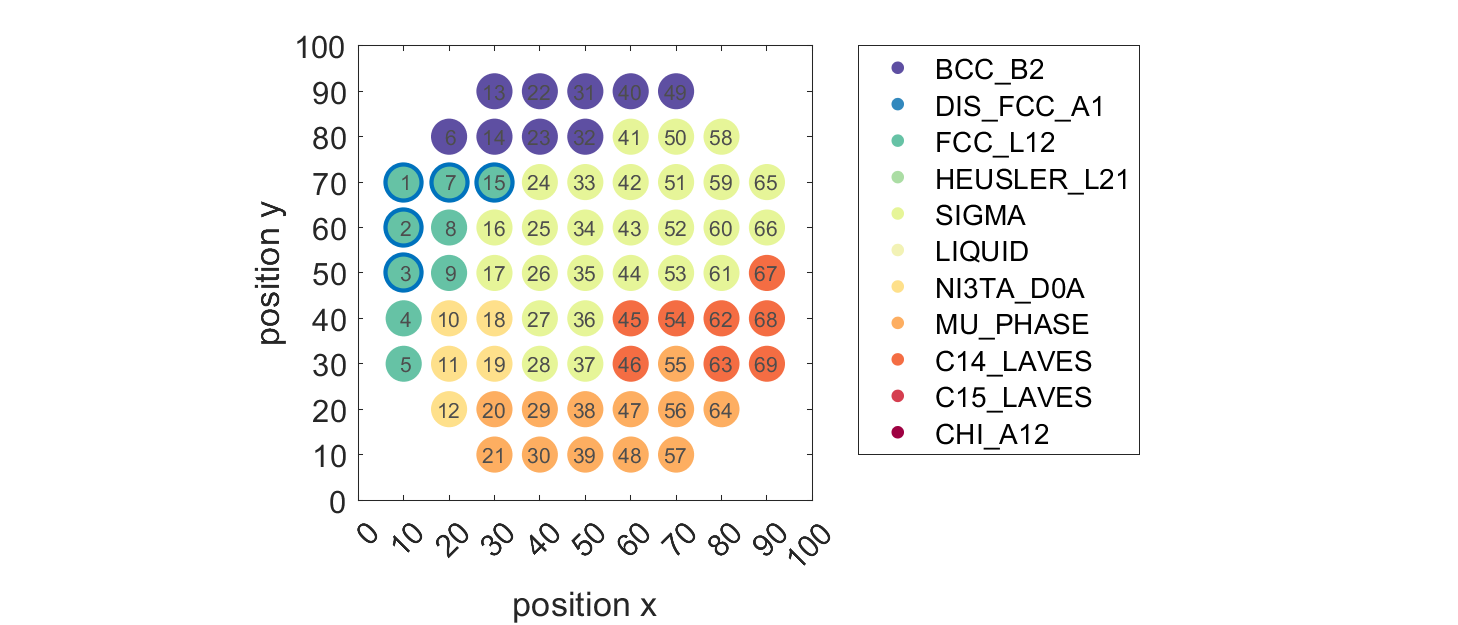 100
90 13 22 31 40 49
80 6 14 23 32 41 50 58
70 1 7 15 24 33 42 51 59 65
60 2 8 16 25 34 43 52 60 66
50 3 9 17 26 35 44 53 61 67
40 4 10 18 27 36 45 54 62 68
30 5 11 19 28 37 46 55 63 69
20 12 20 29 38 47 56 64
10 21 30 39 48 57
0
0 10 20 30 40 50 60 70 80 90 100
position x
position y
BCC_B2
DIS_FCC_A1
FCC_L12
HEUSLER_L21
SIGMA
LIQUID
NI3TA_D0A
MU_PHASE
C14_LAVES
C15_LAVES
CHI_A12